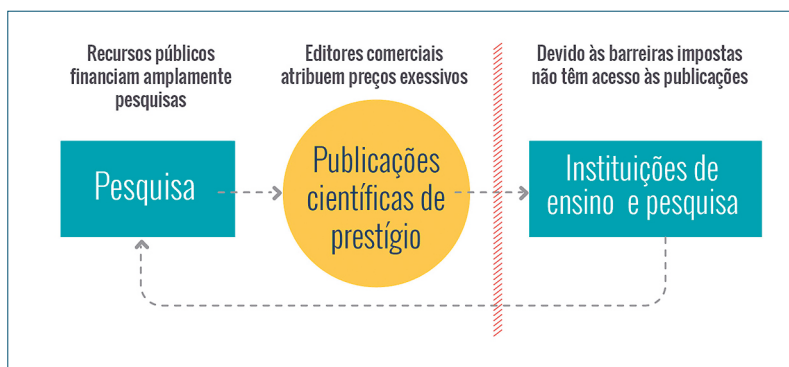 Recursos públicos
financiam amplamente
pesquisas
Editores comerciais
atribuem preços exessivos
Devido às barreiras impostas
não têm acesso às publicações
Pesquisa
Publicações
científicas de
prestígio
Instituições de
ensino e pesquisa